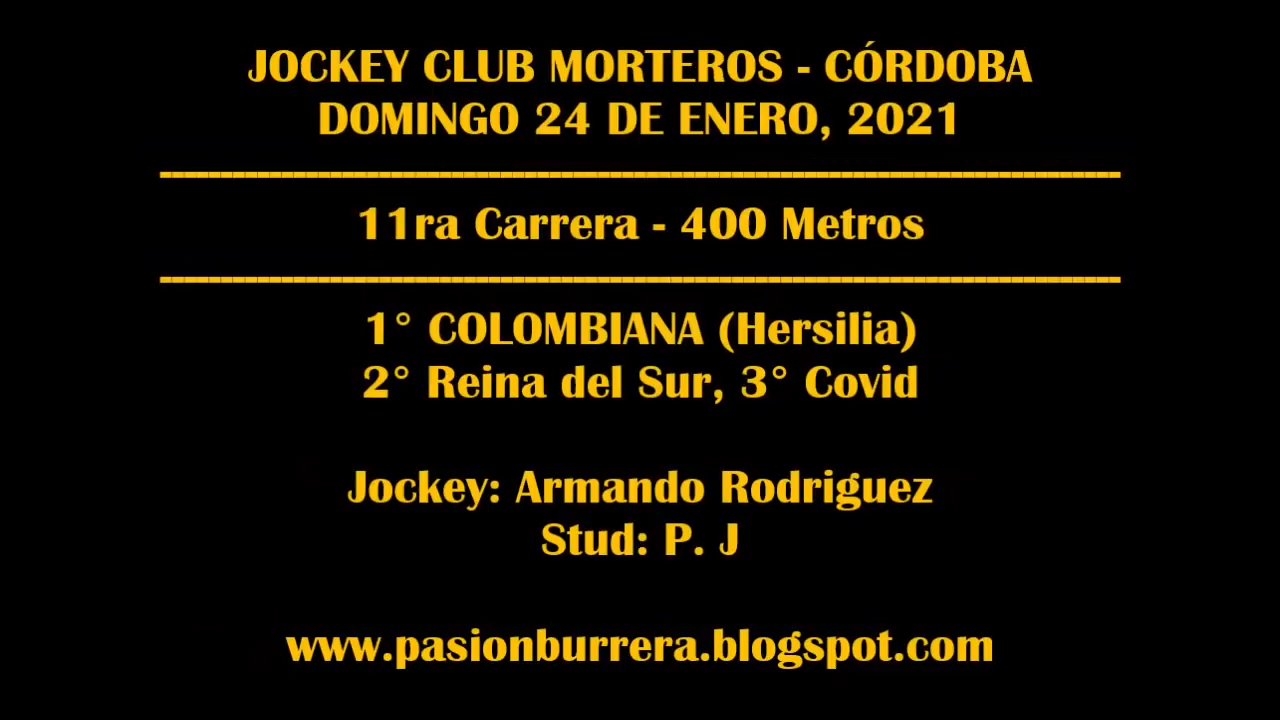 JOCKEY CLUB MORTEROS - CÓRDOBA
DOMINGO 24 DE ENERO, 2021
--------------------------------------------------------------------------------
11ra Carrera - 400 Metros
--------------------------------------------------------------------------------
1° COLOMBIANA (Hersilia)
2° Reina del Sur, 3° Covid
Jockey: Armando Rodriguez
Stud: P. J
www.pasionburrera.blogspot.com